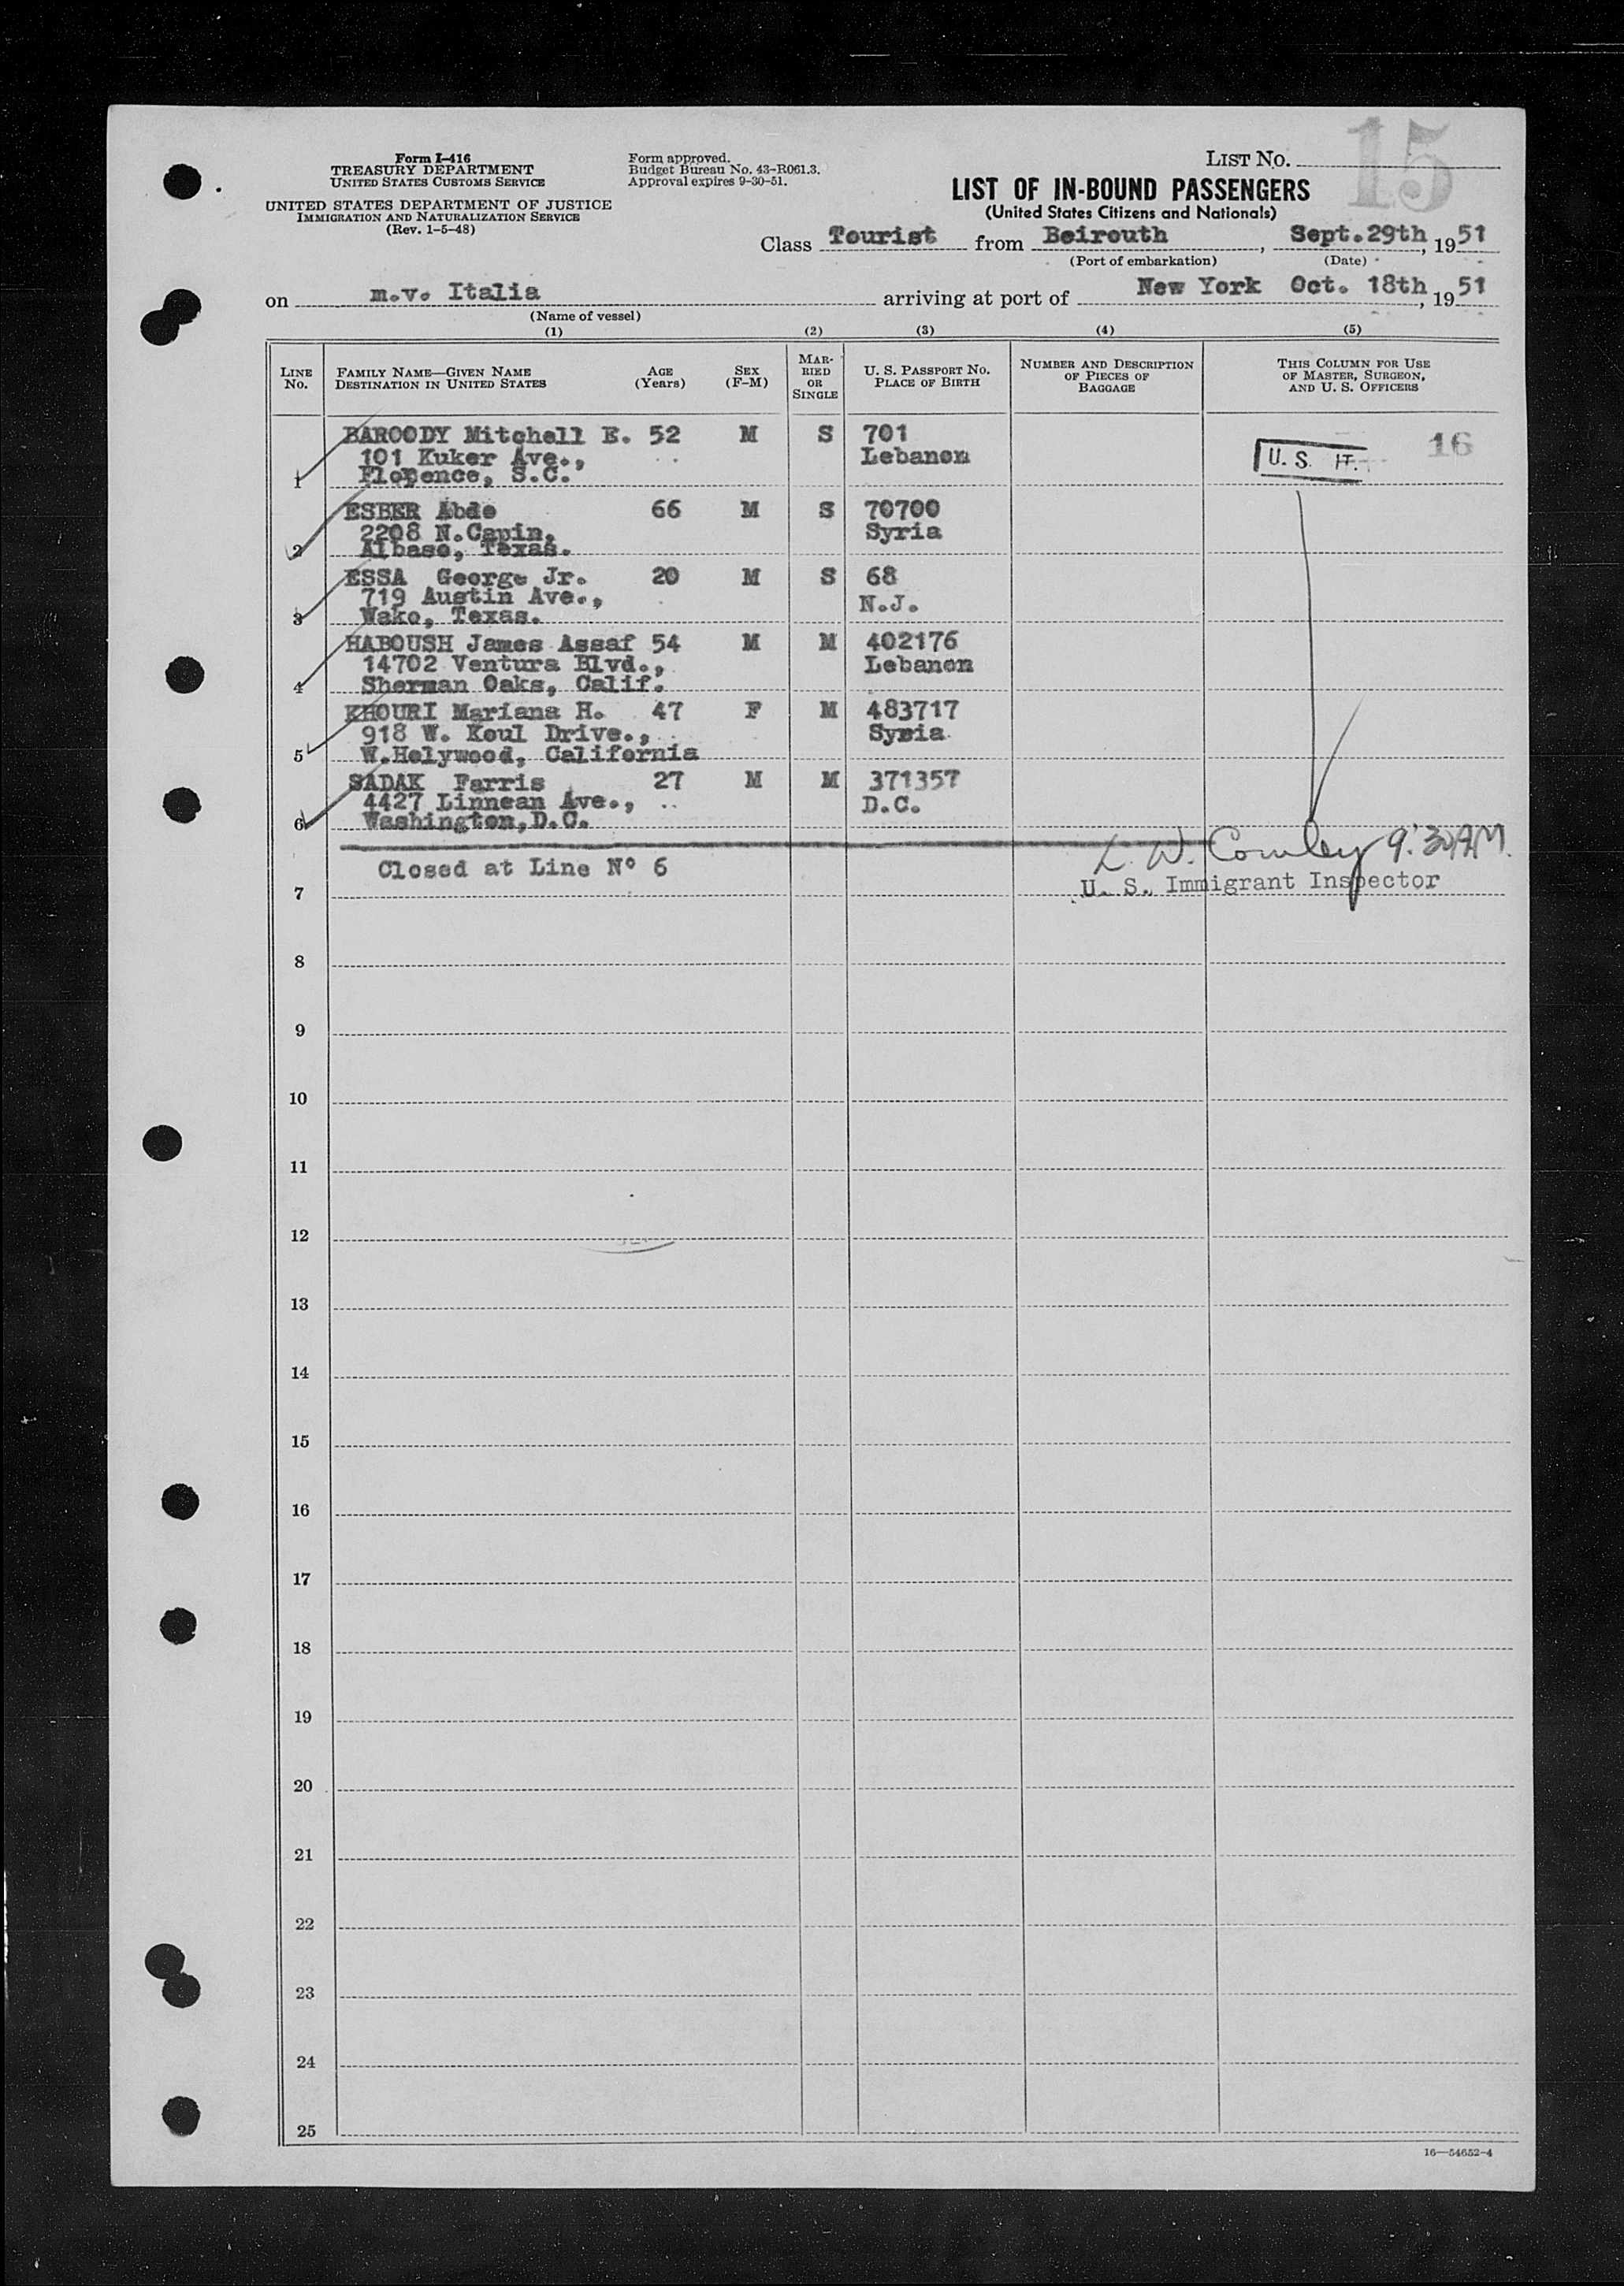 Form I-416
TREASURY DEPARTMENT
UNITED STATES CUSTOMS SERVICE
UNITED STATES DEPARTMENT OF JUSTICE
IMMIGRATION AND NATURALIZATION SERVICE
(Rev. 1-5-48)
Form approved.
Budget Bureau No. 43-R061.3.
Approval expires 9-30-51.
LIST NO. 15
LIST OF IN-BOUND PASSENGERS
(United States Citizens and Nationals)
Class Tourist from Beirouth, Sept. 29th, 1951
(Port of embarkation) (Date)
on m.v. Italia arriving at port of New York Oct. 18th, 1951
(Name of vessel)
(1) (2) (3) (4) (5)
LINE NO. FAMILY NAME—GIVEN NAME DESTINATION IN UNITED STATES AGE (YEARS) SEX (F-M) MARRIED OR SINGLE U. S. PASSPORT NO. PLACE OF BIRTH NUMBER AND DESCRIPTION OF PIECES OF BAGGAGE THIS COLUMN FOR USE OF MASTER, SURGEON, AND U. S. OFFICERS
BAROODY Mitchell E. 52 M S 701 16
101 Kuker Ave., Lebanon U. S. IT.
1 Florence, S.C.
ESBER Abdo 66 M S 70700
2208 N.Capin, Syria
2 Albaso, Texas.
ESSA George Jr. 20 M S 68
719 Austin Ave., N.J.
3 Wako, Texas.
HABOUSH James Assaf 54 M M 402176
14702 Ventura Blvd., Lebanon
4 Sherman Oaks, Calif.
KHOURI Mariana H. 47 F M 483717
918 W. Koul Drive., Syria
5 W.Holywood, California
SADAK Farris 27 M M 371357
4427 Linnean Ave., D.C.
6 Washington, D.C.
L. W. Cowley 9:30AM.
Closed at Line Nº 6
7 U. S. Immigrant Inspector
8
9
10
11
12
13
14
15
16
17
18
19
20
21
22
23
24
25
16—54652-4